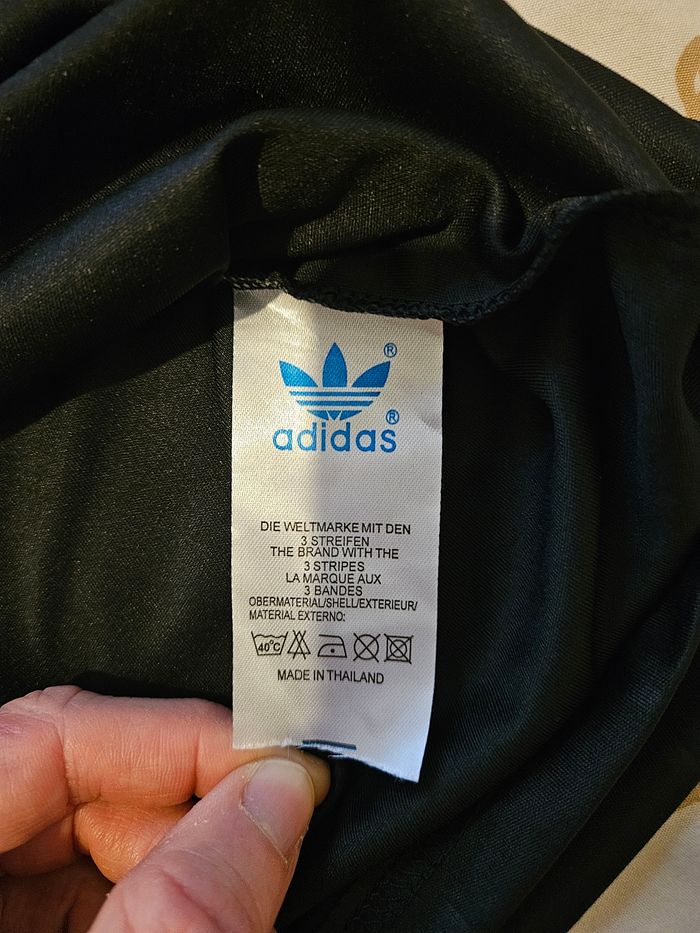 ®
®
adidas
DIE WELTMARKE MIT DEN
3 STREIFEN
THE BRAND WITH THE
3 STRIPES
LA MARQUE AUX
3 BANDES
OBERMATERIAL/SHELL/EXTERIEUR/
MATERIAL EXTERNO:
40°C
MADE IN THAILAND